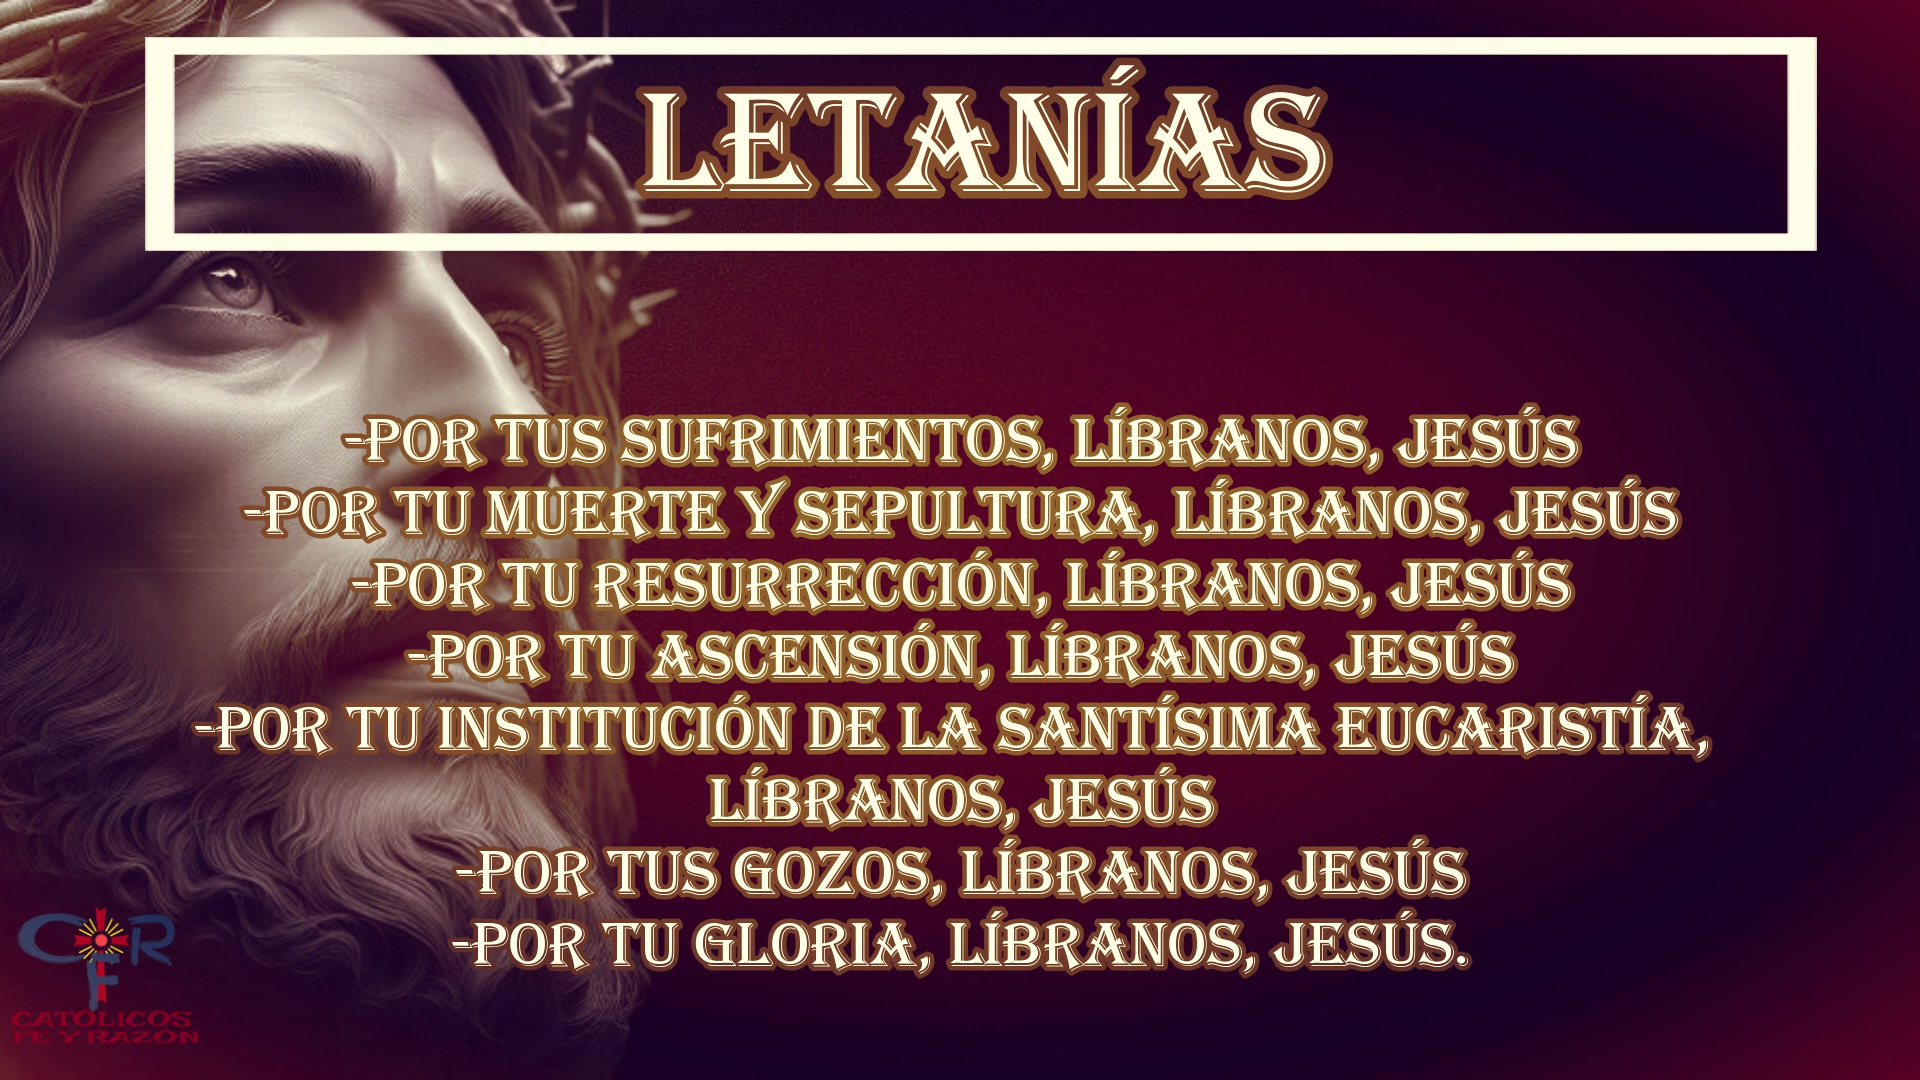 LETANÍAS
-POR TUS SUFRIMIENTOS, LÍBRANOS, JESÚS
-POR TU MUERTE Y SEPULTURA, LÍBRANOS, JESÚS
-POR TU RESURRECCIÓN, LÍBRANOS, JESÚS
-POR TU ASCENSIÓN, LÍBRANOS, JESÚS
-POR TU INSTITUCIÓN DE LA SANTÍSIMA EUCARISTÍA,
LÍBRANOS, JESÚS
-POR TUS GOZOS, LÍBRANOS, JESÚS
-POR TU GLORIA, LÍBRANOS, JESÚS.
CFR
CATÓLICOS
FE Y RAZÓN